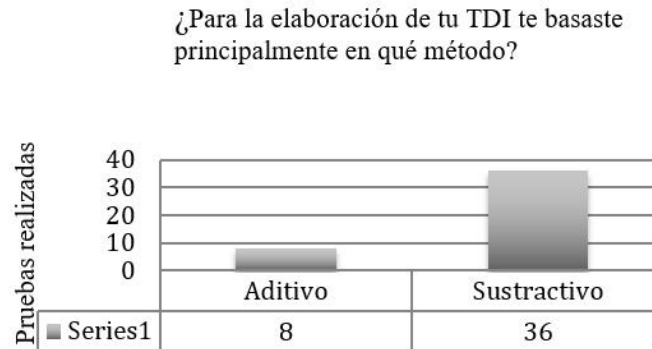 ¿Para la elaboración de tu TDI te basaste
principalmente en qué método?
Pruebas realizadas
40
30
20
10
0
Aditivo Sustractivo
Series1 8 36